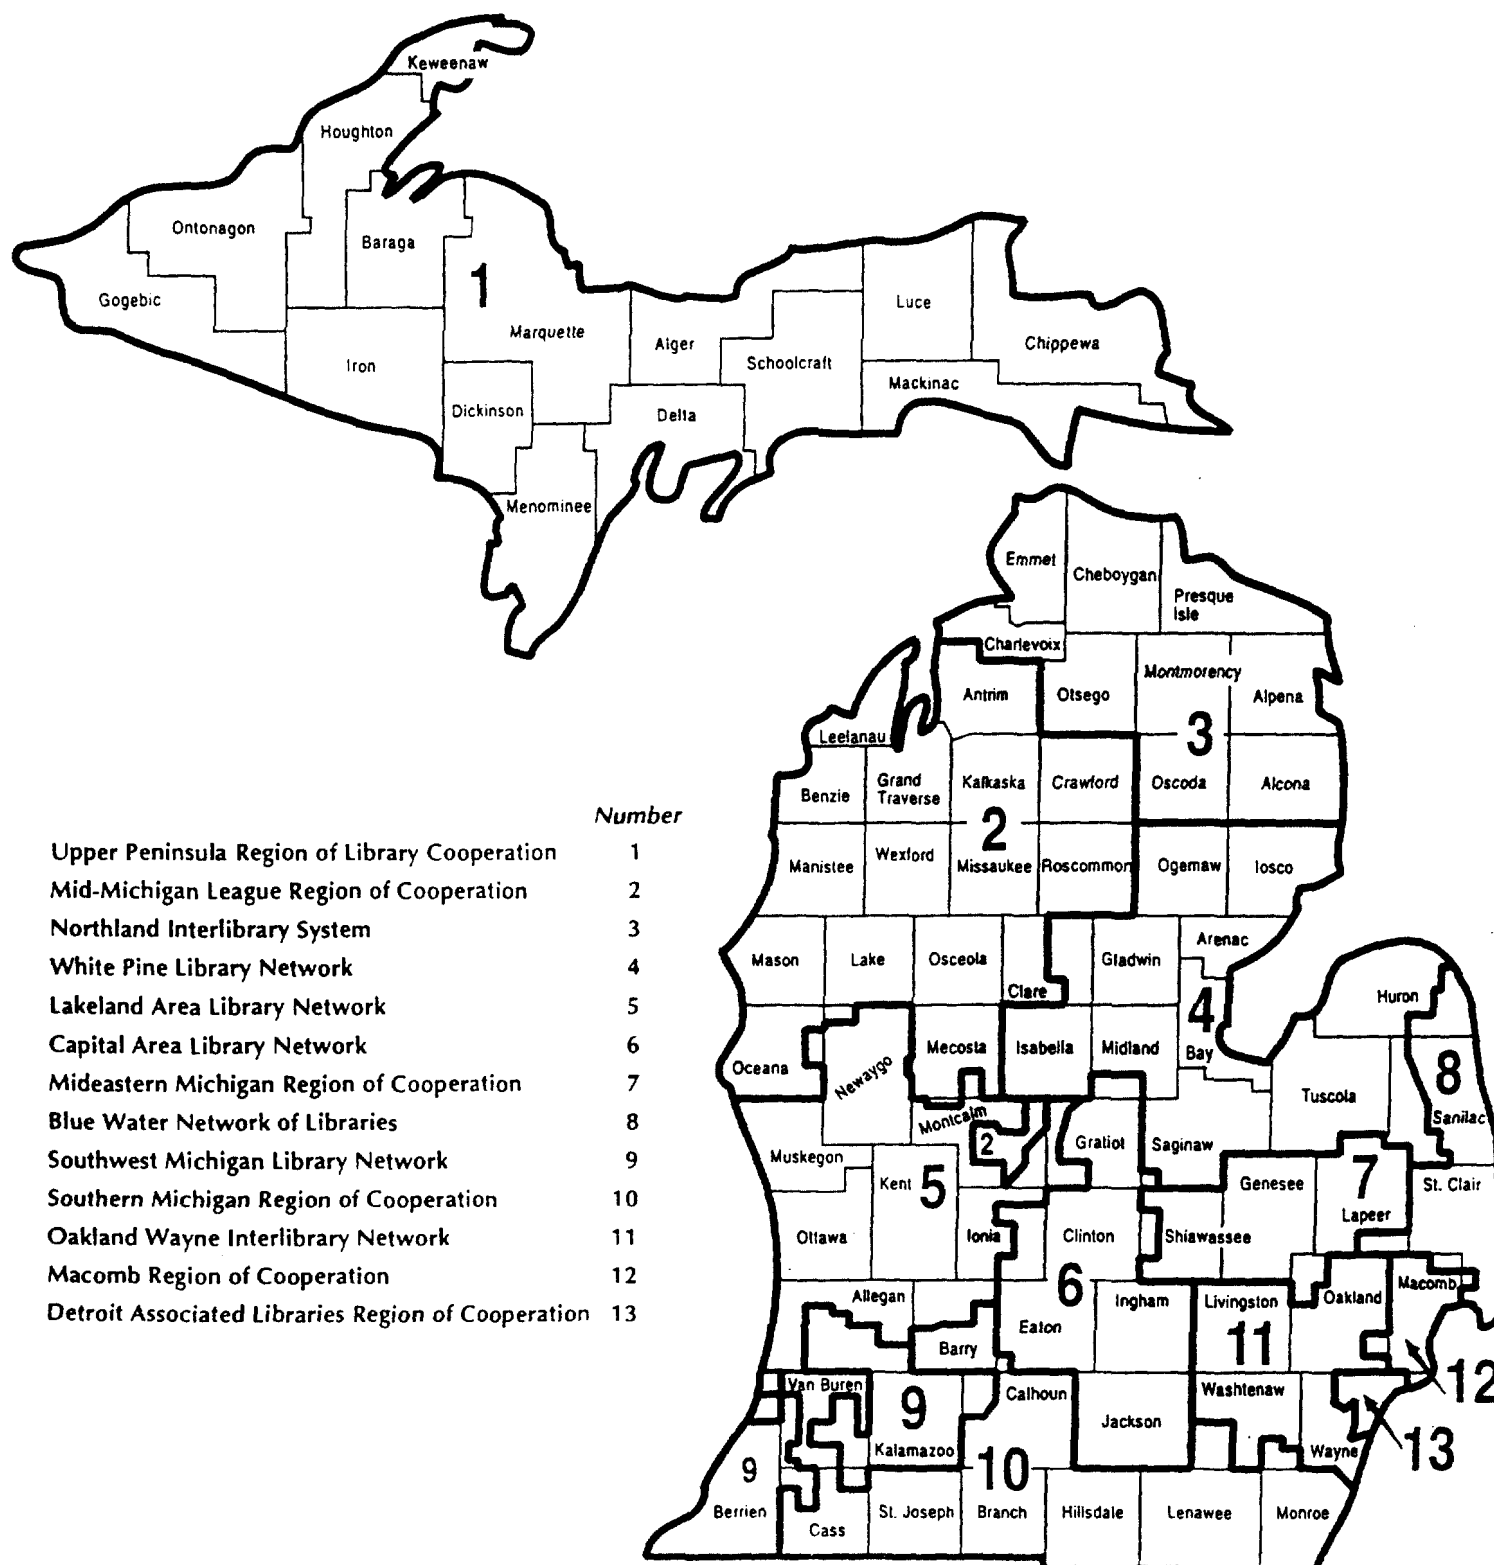 Keweenaw
Houghton
Ontonagon
Baraga
Gogebic
1
Marquette
Luce
Iron
Alger
Schoolcraft
Chippewa
Mackinac
Dickinson
Delta
Menominee
Emmet
Cheboygan
Presque
Isle
Charlevoix
Antrim
Otsego
Montmorency
Alpena
3
Leelanau
Benzie
Grand
Traverse
Kalkaska
Crawford
Oscoda
Alcona
2
Manistee
Wexford
Missaukee
Roscommon
Ogemaw
Iosco
Number
Upper Peninsula Region of Library Cooperation 1
Mid-Michigan League Region of Cooperation 2
Northland Interlibrary System 3
White Pine Library Network 4
Lakeland Area Library Network 5
Capital Area Library Network 6
Mideastern Michigan Region of Cooperation 7
Blue Water Network of Libraries 8
Southwest Michigan Library Network 9
Southern Michigan Region of Cooperation 10
Oakland Wayne Interlibrary Network 11
Macomb Region of Cooperation 12
Detroit Associated Libraries Region of Cooperation 13
Mason
Lake
Osceola
Clare
Gladwin
Arenac
4
Huron
Oceana
Newaygo
Mecosta
Isabella
Midland
Bay
Tuscola
8
Sanilac
Montcalm
2
Gratiot
Saginaw
Muskegon
Kent
5
Genesee
7
Lapeer
St. Clair
Ottawa
Ionia
Clinton
Shiawassee
6
Allegan
Barry
Eaton
Ingham
Livingston
11
Oakland
Macomb
12
Van Buren
9
Kalamazoo
Calhoun
Jackson
Washtenaw
Wayne
13
9
Berrien
Cass
St. Joseph
10
Branch
Hillsdale
Lenawee
Monroe